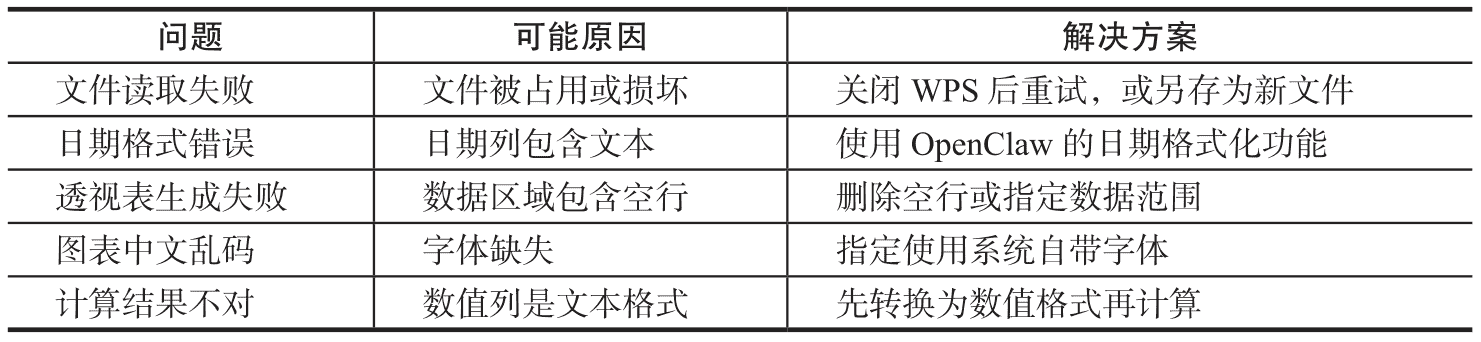 问题 可能原因 解决方案
文件读取失败 文件被占用或损坏 关闭 WPS 后重试，或另存为新文件
日期格式错误 日期列包含文本 使用 OpenClaw 的日期格式化功能
透视表生成失败 数据区域包含空行 删除空行或指定数据范围
图表中文乱码 字体缺失 指定使用系统自带字体
计算结果不对 数值列是文本格式 先转换为数值格式再计算